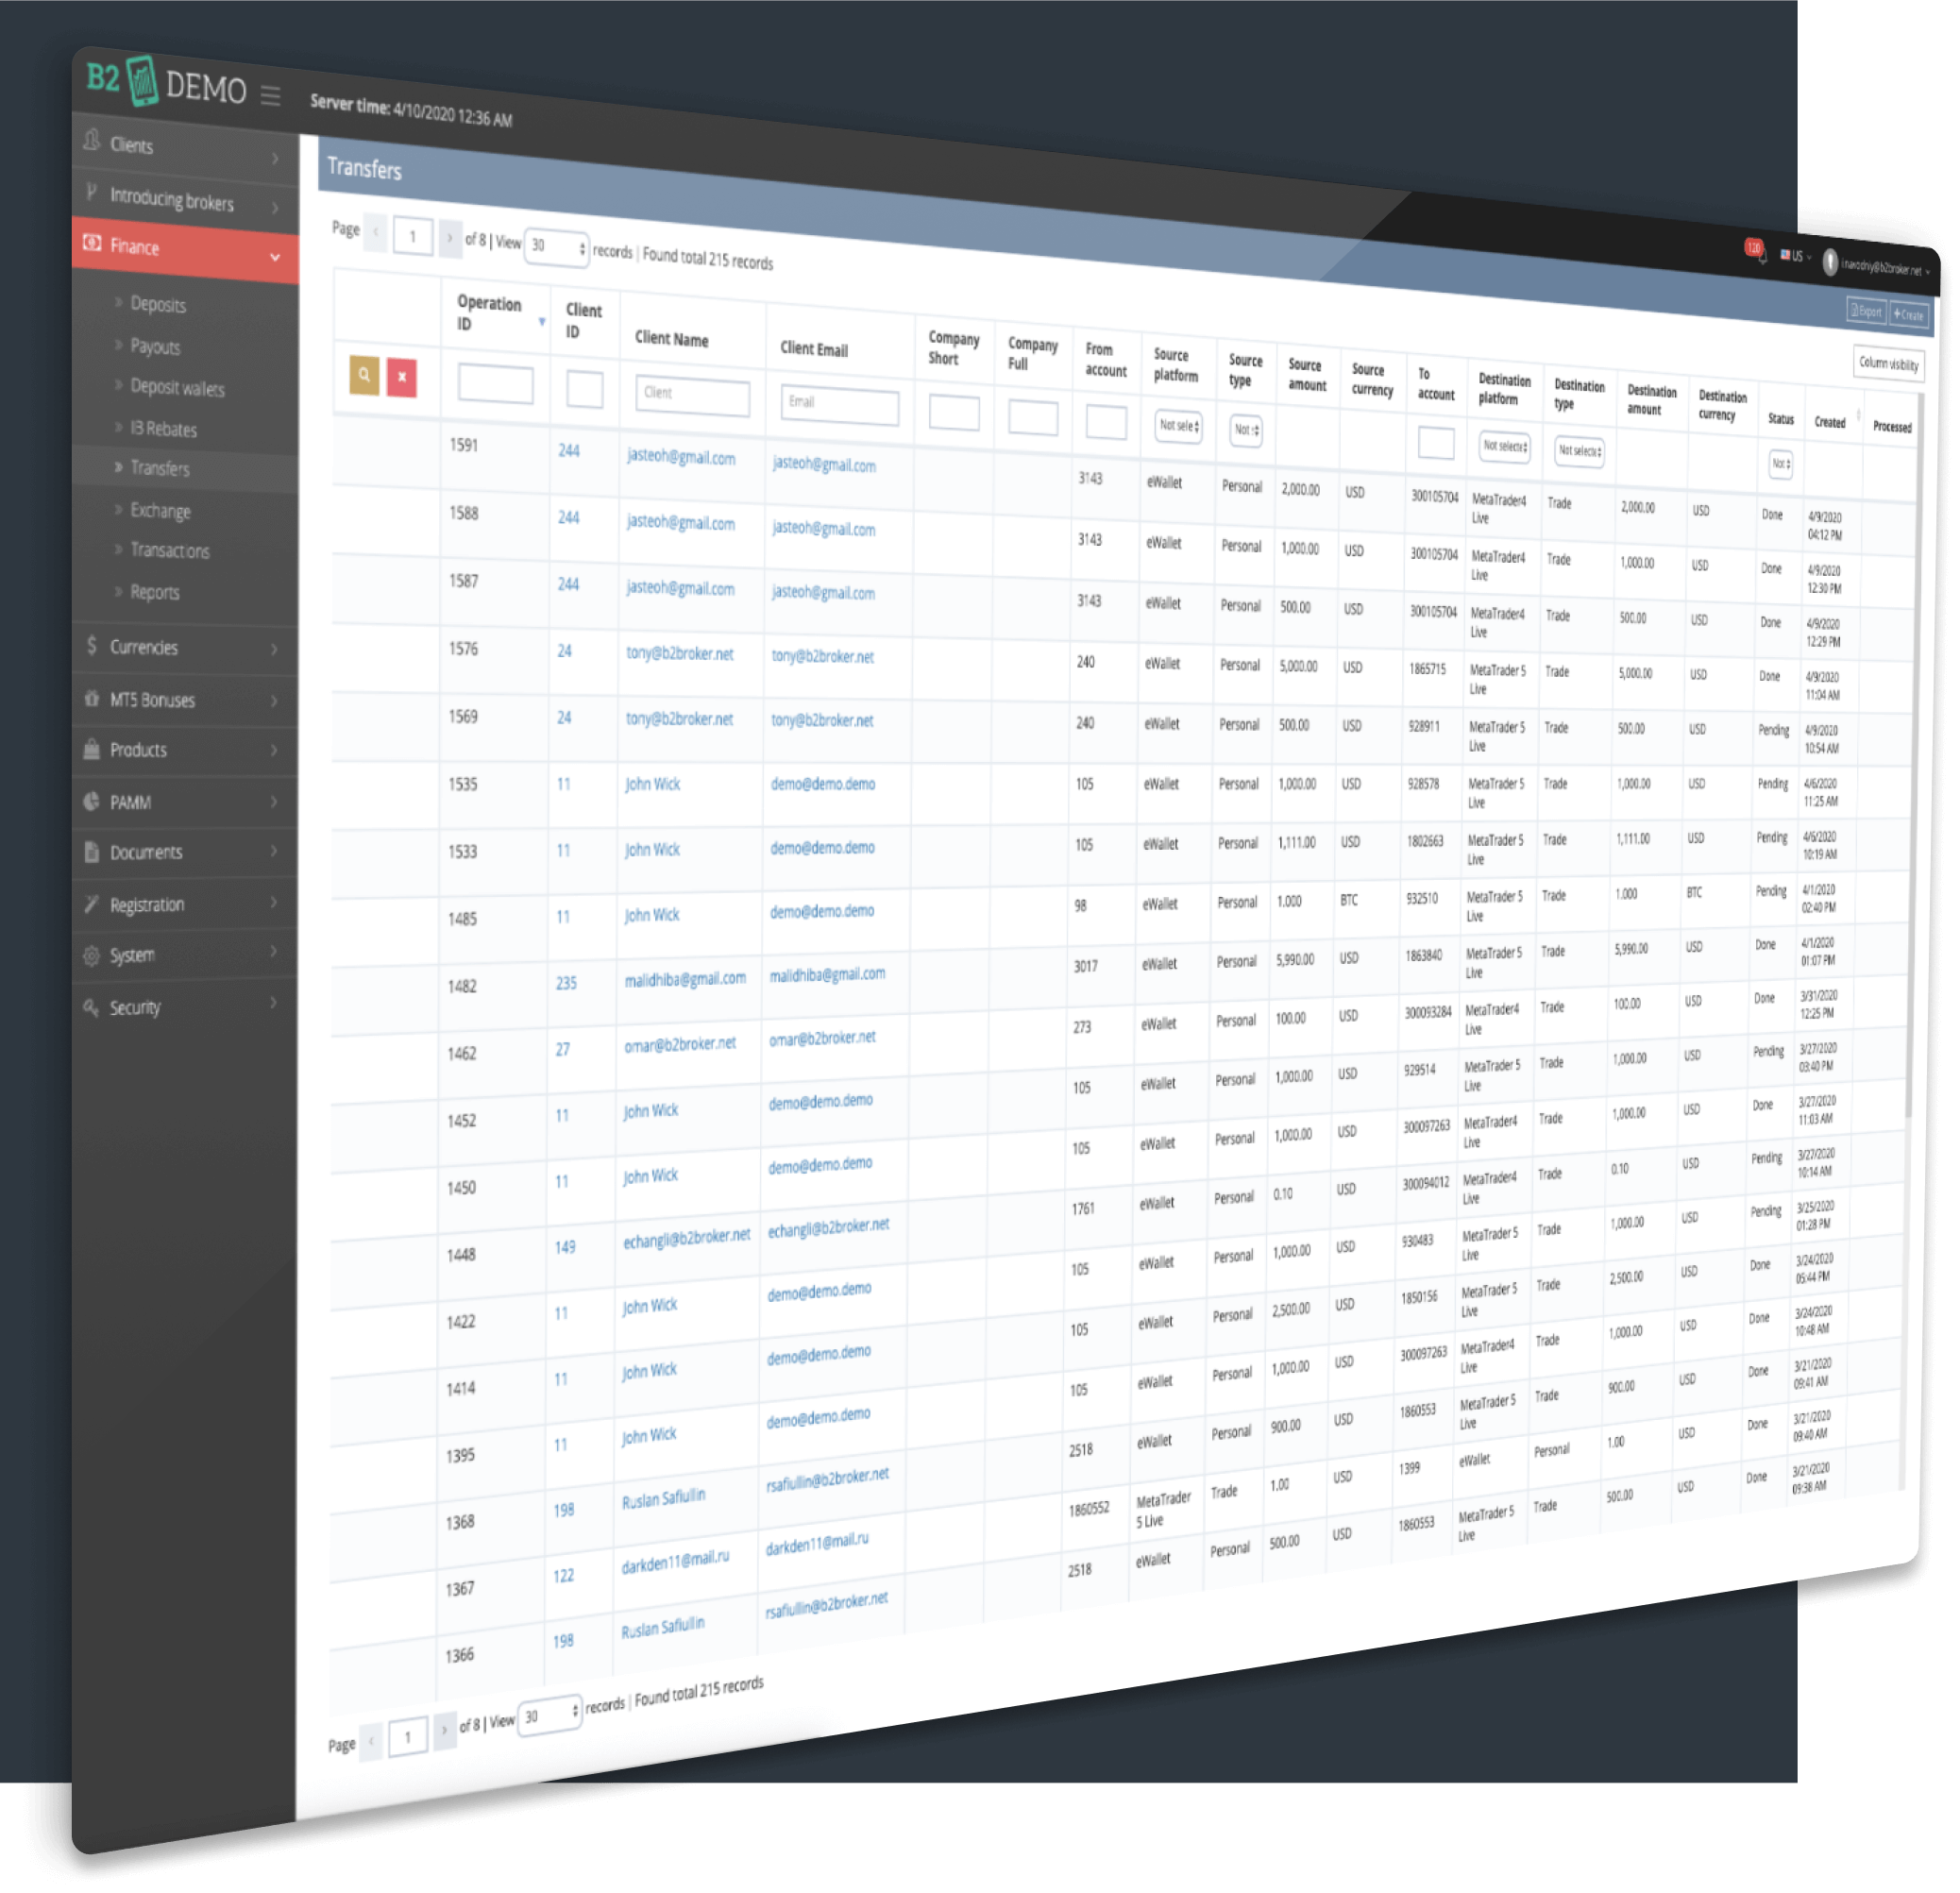 B2 DEMO
Server time: 4/10/2020 12:36 AM
120 US i.navodniy@b2broker.net
Clients
Introducing brokers
Finance
Deposits
Payouts
Deposit wallets
IB Rebates
Transfers
Exchange
Transactions
Reports
Currencies
MT5 Bonuses
Products
PAMM
Documents
Registration
System
Security
Transfers
Export Create
Page 1 of 8 | View 30 records | Found total 215 records
Column visibility
Operation ID Client ID Client Name Client Email Company Short Company Full From account Source platform Source type Source amount Source currency To account Destination platform Destination type Destination amount Destination currency Status Created Processed
Client Email Not sele Not s Not selecte Not selecte Not
1591 244 jasteoh@gmail.com jasteoh@gmail.com 3143 eWallet Personal 2,000.00 USD 300105704 MetaTrader4 Live Trade 2,000.00 USD Done 4/9/2020 04:12 PM
1588 244 jasteoh@gmail.com jasteoh@gmail.com 3143 eWallet Personal 1,000.00 USD 300105704 MetaTrader4 Live Trade 1,000.00 USD Done 4/9/2020 12:30 PM
1587 244 jasteoh@gmail.com jasteoh@gmail.com 3143 eWallet Personal 500.00 USD 300105704 MetaTrader4 Live Trade 500.00 USD Done 4/9/2020 12:29 PM
1576 24 tony@b2broker.net tony@b2broker.net 240 eWallet Personal 5,000.00 USD 1865715 MetaTrader 5 Live Trade 5,000.00 USD Done 4/9/2020 11:04 AM
1569 24 tony@b2broker.net tony@b2broker.net 240 eWallet Personal 500.00 USD 928911 MetaTrader 5 Live Trade 500.00 USD Pending 4/9/2020 10:54 AM
1535 11 John Wick demo@demo.demo 105 eWallet Personal 1,000.00 USD 928578 MetaTrader 5 Live Trade 1,000.00 USD Pending 4/6/2020 11:25 AM
1533 11 John Wick demo@demo.demo 105 eWallet Personal 1,111.00 USD 1802663 MetaTrader 5 Live Trade 1,111.00 USD Pending 4/6/2020 10:19 AM
1485 11 John Wick demo@demo.demo 98 eWallet Personal 1.000 BTC 932510 MetaTrader 5 Live Trade 1.000 BTC Pending 4/1/2020 02:40 PM
1482 235 malidhiba@gmail.com malidhiba@gmail.com 3017 eWallet Personal 5,990.00 USD 1863840 MetaTrader 5 Live Trade 5,990.00 USD Done 4/1/2020 01:07 PM
1462 27 omar@b2broker.net omar@b2broker.net 273 eWallet Personal 100.00 USD 300093284 MetaTrader4 Live Trade 100.00 USD Done 3/31/2020 12:25 PM
1452 11 John Wick demo@demo.demo 105 eWallet Personal 1,000.00 USD 929514 MetaTrader 5 Live Trade 1,000.00 USD Pending 3/27/2020 03:40 PM
1450 11 John Wick demo@demo.demo 105 eWallet Personal 1,000.00 USD 300097263 MetaTrader4 Live Trade 1,000.00 USD Done 3/27/2020 11:03 AM
1448 149 echangli@b2broker.net echangli@b2broker.net 1761 eWallet Personal 0.10 USD 300094012 MetaTrader4 Live Trade 0.10 USD Pending 3/27/2020 10:14 AM
1422 11 John Wick demo@demo.demo 105 eWallet Personal 1,000.00 USD 930483 MetaTrader 5 Live Trade 1,000.00 USD Pending 3/25/2020 01:28 PM
1414 11 John Wick demo@demo.demo 105 eWallet Personal 2,500.00 USD 1850156 MetaTrader 5 Live Trade 2,500.00 USD Done 3/24/2020 05:44 PM
1395 11 John Wick demo@demo.demo 105 eWallet Personal 1,000.00 USD 300097263 MetaTrader4 Live Trade 1,000.00 USD Done 3/24/2020 10:48 AM
1368 198 Ruslan Safiullin rsafiullin@b2broker.net 2518 eWallet Personal 900.00 USD 1860553 MetaTrader 5 Live Trade 900.00 USD Done 3/21/2020 09:41 AM
1367 122 darkden11@mail.ru darkden11@mail.ru 1860552 MetaTrader 5 Live Trade 1.00 USD 1399 eWallet Personal 1.00 USD Done 3/21/2020 09:40 AM
1366 198 Ruslan Safiullin rsafiullin@b2broker.net 2518 eWallet Personal 500.00 USD 1860553 MetaTrader 5 Live Trade 500.00 USD Done 3/21/2020 09:38 AM
Page 1 of 8 | View 30 records | Found total 215 records